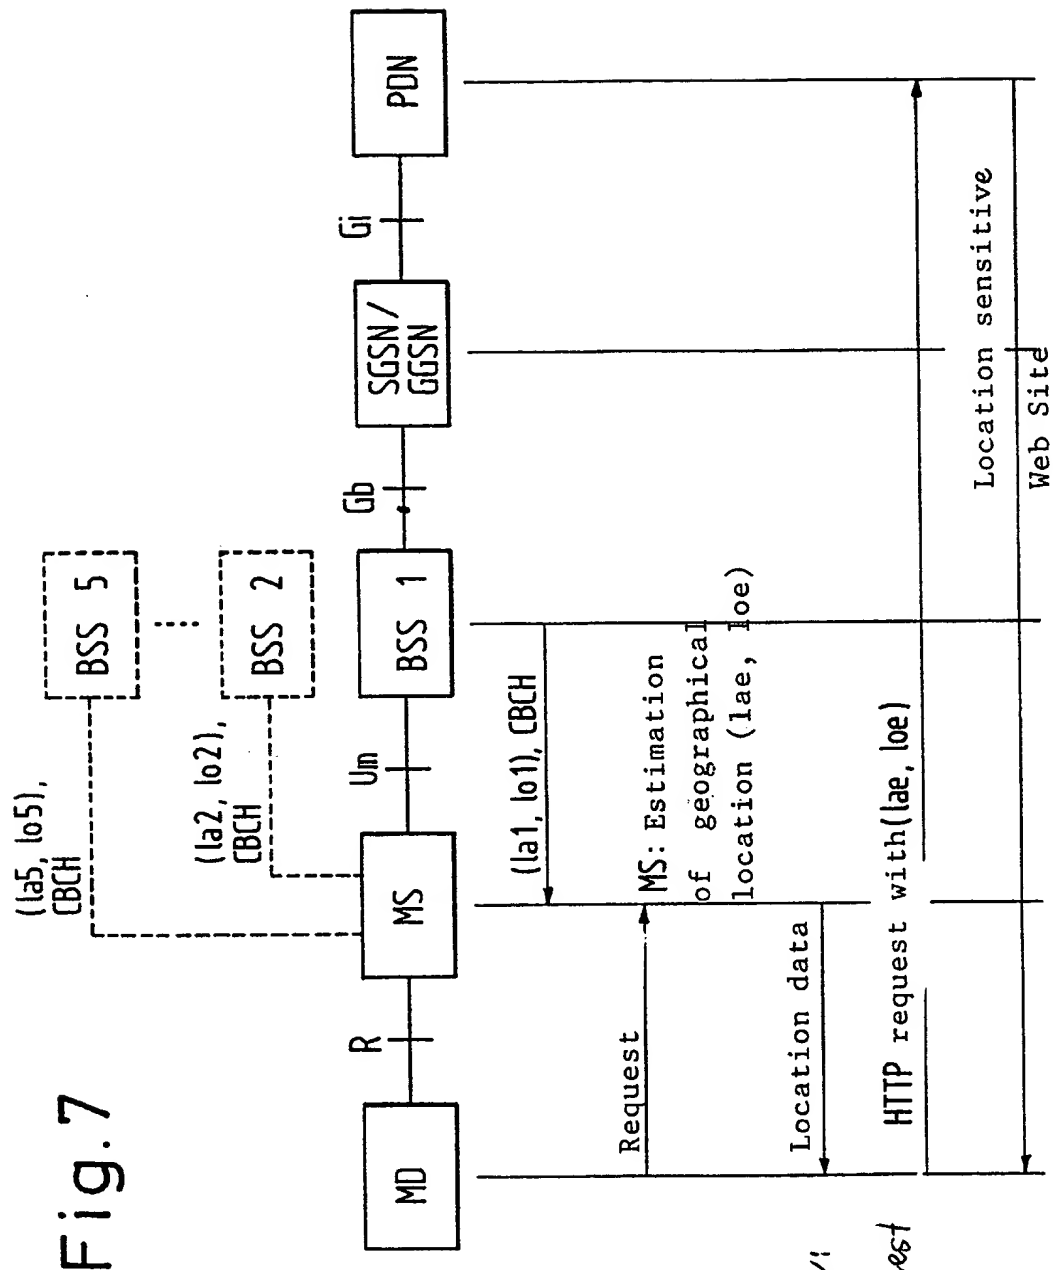 Fig.7
(la5, lo5),
CBCH
BSS 5
(la2, lo2),
CBCH
BSS 2
R
Um
Gb
Gi
MD
MS
BSS 1
SGSN/
GGSN
PDN
(la1, lo1), CBCH
Request
MS: Estimation
of geographical
location (lae, loe)
Location data
HTTP request with(lae, loe)
Location sensitive
Web Site